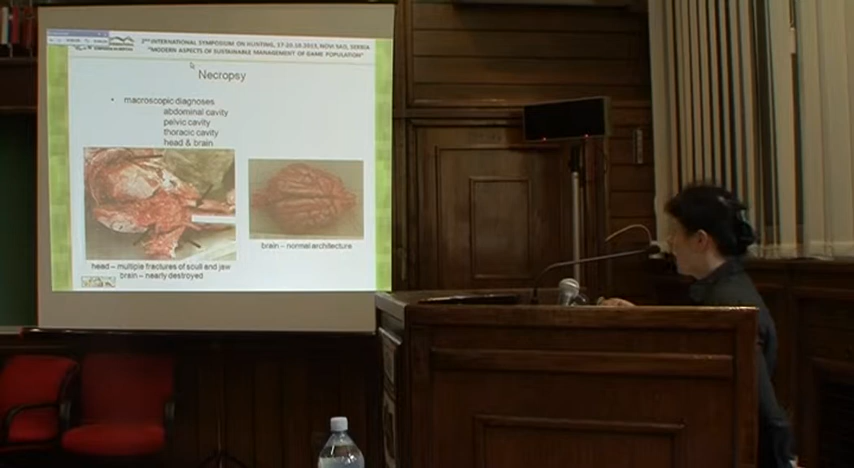 2ND INTERNATIONAL SYMPOSIUM ON HUNTING, 17-20.10.2013, NOVI SAD, SERBIA
"MODERN ASPECTS OF SUSTAINABLE MANAGEMENT OF GAME POPULATION"
Necropsy
• macroscopic diagnoses
abdominal cavity
pelvic cavity
thoracic cavity
head & brain
brain – normal architecture
head – multiple fractures of scull and jaw
brain – nearly destroyed